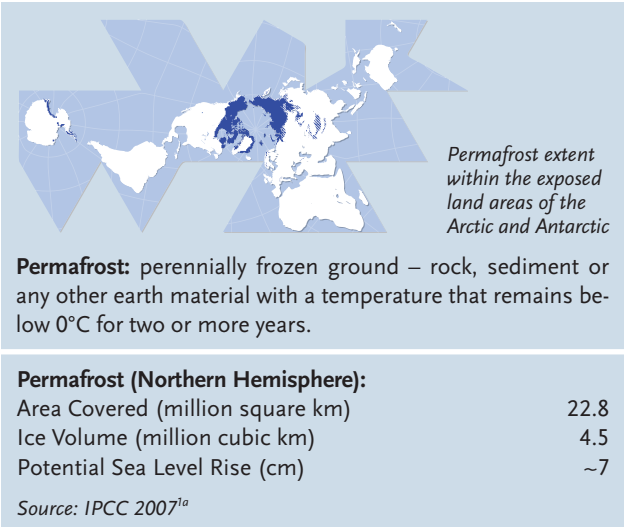 Permafrost extent
within the exposed
land areas of the
Arctic and Antarctic
Permafrost: perennially frozen ground – rock, sediment or
any other earth material with a temperature that remains be-
low 0°C for two or more years.
Permafrost (Northern Hemisphere):
Area Covered (million square km) 22.8
Ice Volume (million cubic km) 4.5
Potential Sea Level Rise (cm) ~7
Source: IPCC 2007¹ᵃ